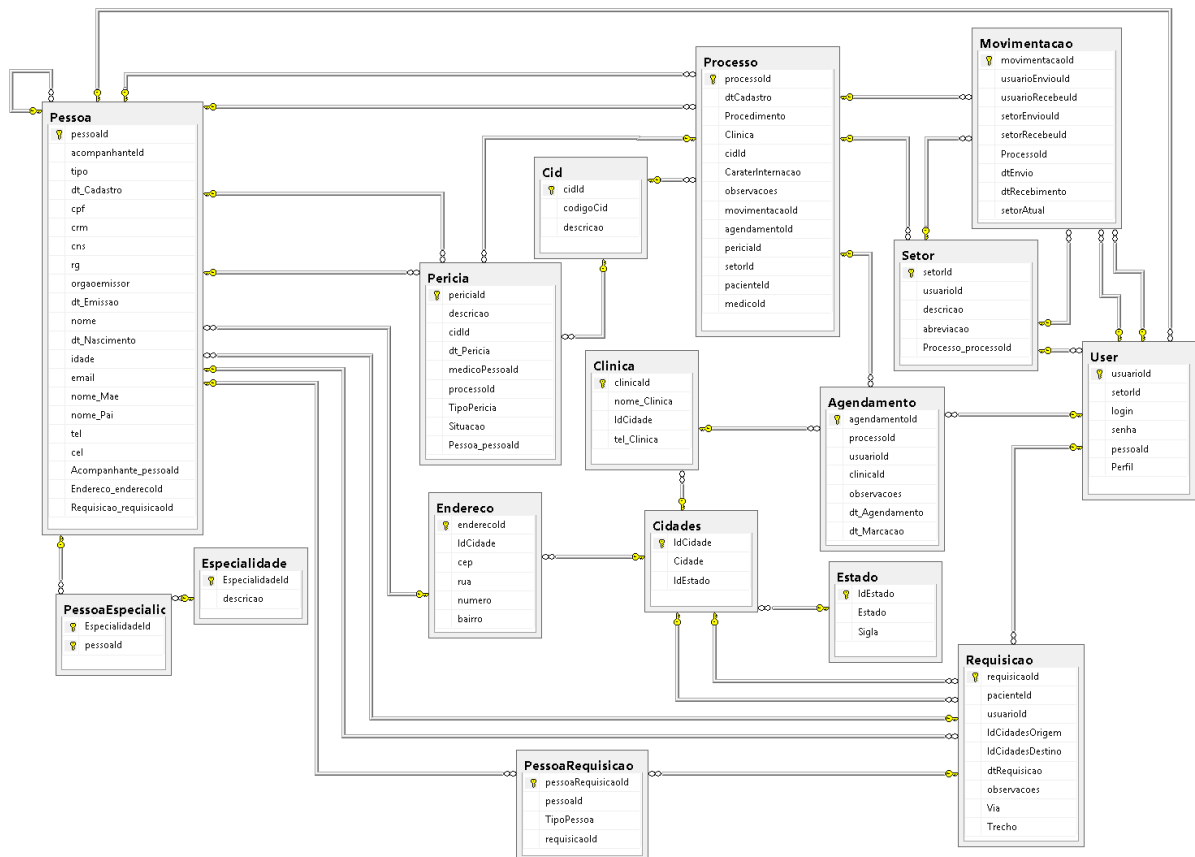 Pessoa
pessoaId
acompanhanteId
tipo
dt_Cadastro
cpf
crm
cns
rg
orgaoemissor
dt_Emissao
nome
dt_Nascimento
idade
email
nome_Mae
nome_Pai
tel
cel
Acompanhante_pessoaId
Endereco_enderecoId
Requisicao_requisicaoId
PessoaEspecialic
EspecialidadeId
pessoaId
Especialidade
EspecialidadeId
descricao
Pericia
periciaId
descricao
cidId
dt_Pericia
medicoPessoaId
processoId
TipoPericia
Situacao
Pessoa_pessoaId
Cid
cidId
codigoCid
descricao
Endereco
enderecoId
IdCidade
cep
rua
numero
bairro
PessoaRequisicao
pessoaRequisicaoId
pessoaId
TipoPessoa
requisicaoId
Processo
processoId
dtCadastro
Procedimento
Clinica
cidId
CaraterInternacao
observacoes
movimentacaoId
agendamentoId
periciaId
setorId
pacienteId
medicoId
Clinica
clinicaId
nome_Clinica
IdCidade
tel_Clinica
Cidades
IdCidade
Cidade
IdEstado
Agendamento
agendamentoId
processoId
usuarioId
clinicaId
observacoes
dt_Agendamento
dt_Marcacao
Estado
IdEstado
Estado
Sigla
Movimentacao
movimentacaoId
usuarioEnviouId
usuarioRecebeuId
setorEnviouId
setorRecebeuId
ProcessoId
dtEnvio
dtRecebimento
setorAtual
Setor
setorId
usuarioId
descricao
abreviacao
Processo_processoId
User
usuarioId
setorId
login
senha
pessoaId
Perfil
Requisicao
requisicaoId
pacienteId
usuarioId
IdCidadesOrigem
IdCidadesDestino
dtRequisicao
observacoes
Via
Trecho